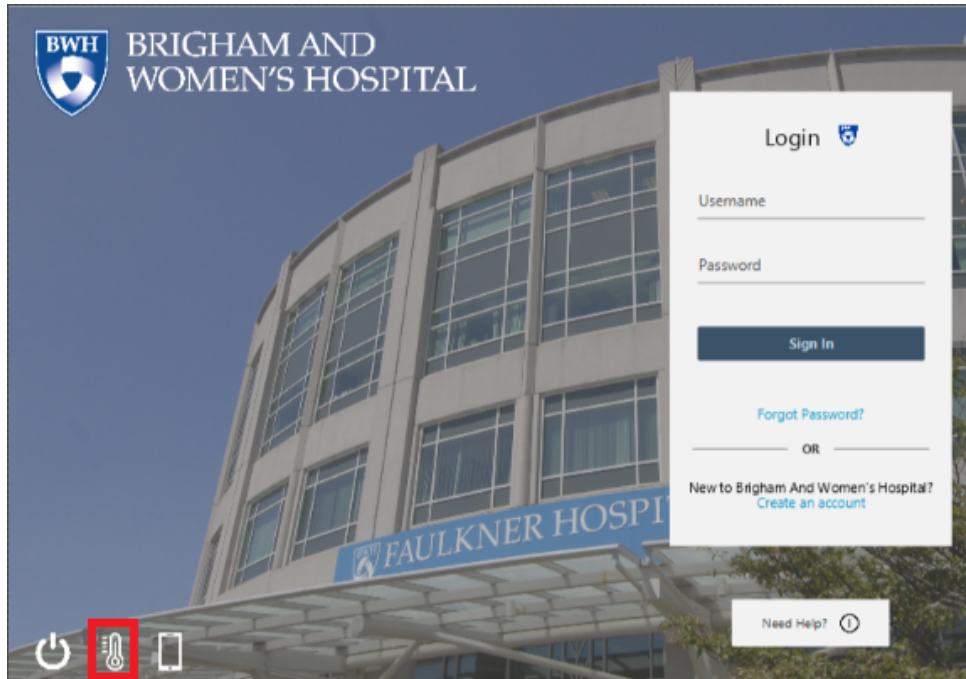 BWH
BRIGHAM AND
WOMEN'S HOSPITAL
Login
Username
Password
Sign In
Forgot Password?
OR
New to Brigham And Women's Hospital?
Create an account
BWH FAULKNER HOSPI
Need Help?